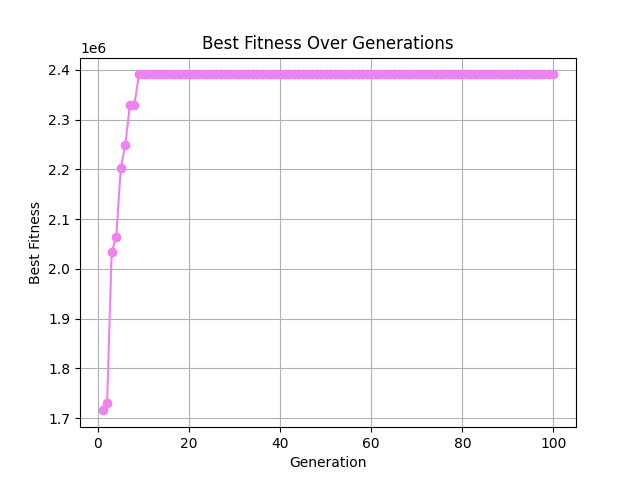 Best Fitness Over Generations
1e6
2.4
2.3
2.2
2.1
2.0
1.9
1.8
1.7
Best Fitness
0 20 40 60 80 100
Generation